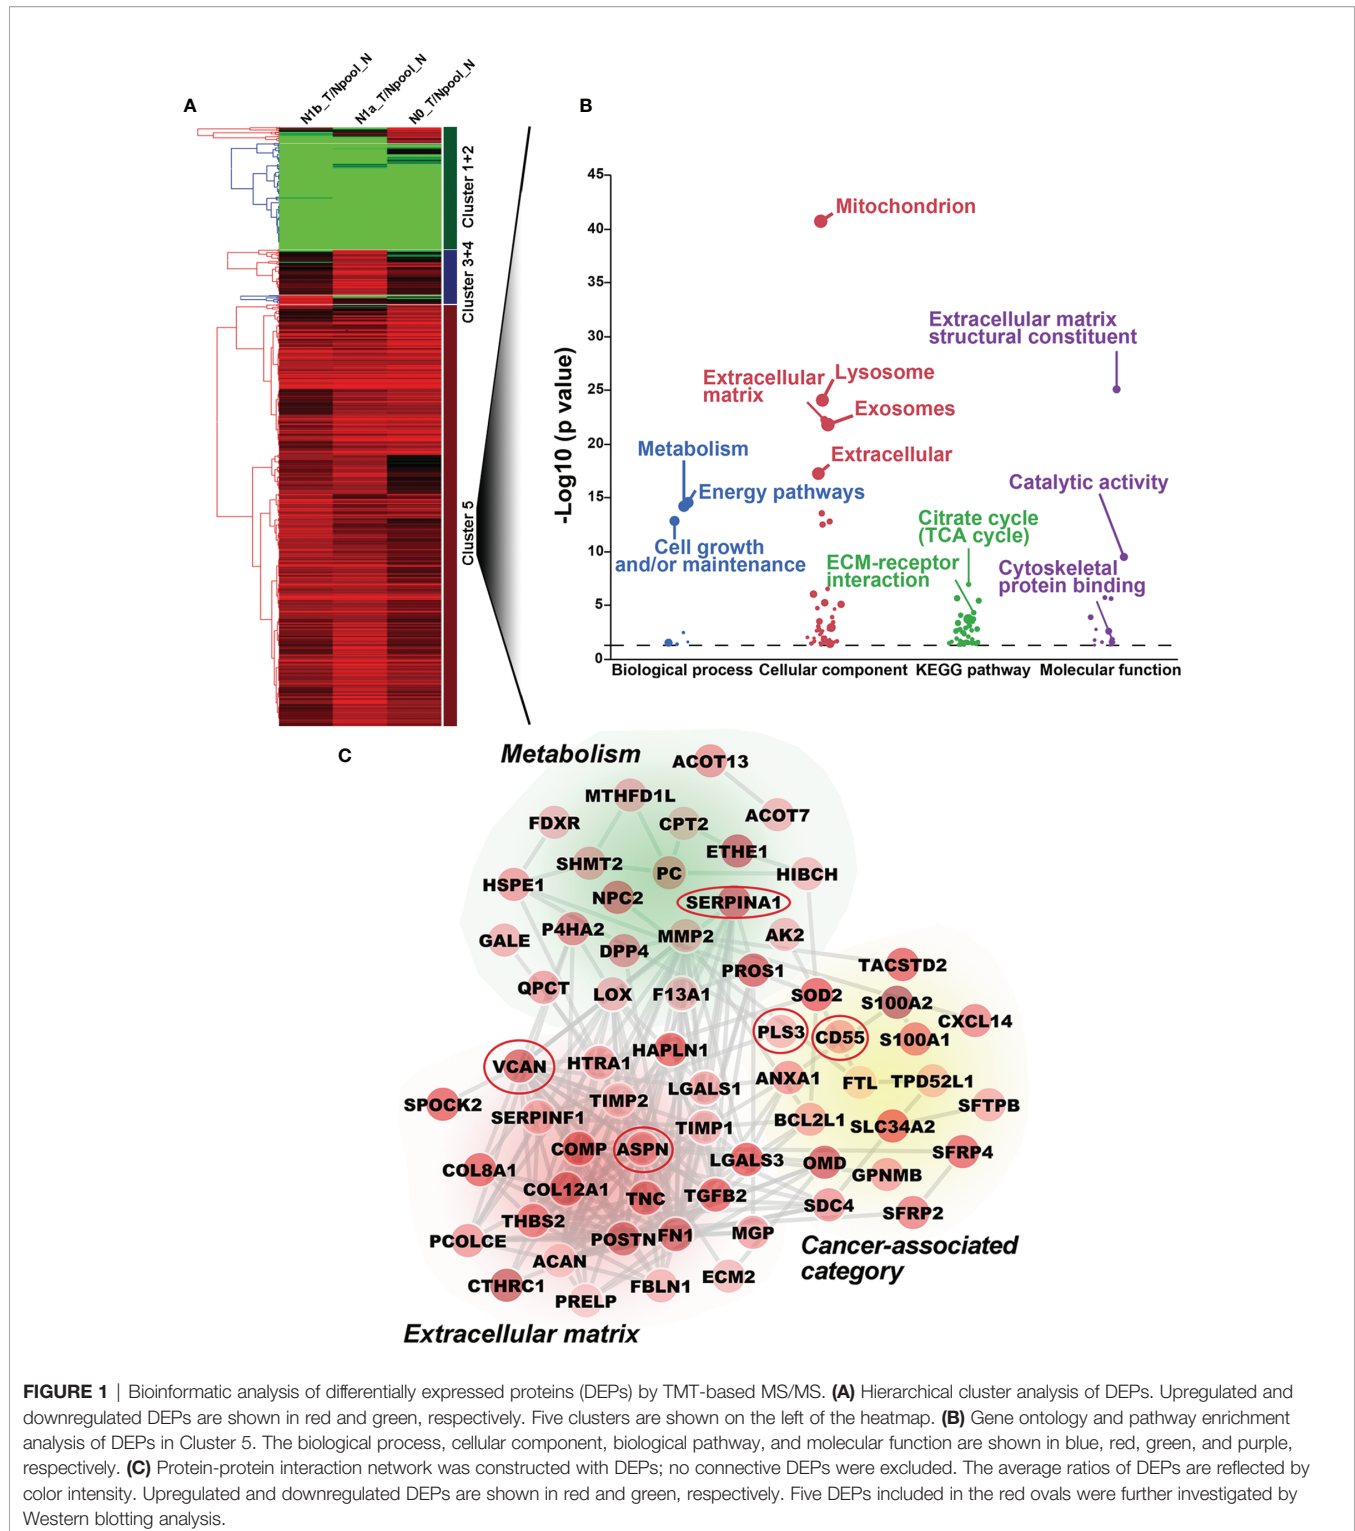 A
N1b_T/Npool_N
N1a_T/Npool_N
N0_T/Npool_N
Cluster 1+2
Cluster 3+4
Cluster 5
B
-Log10 (p value)
45
40
35
30
25
20
15
10
5
0
Mitochondrion
Extracellular matrix
structural constituent
Extracellular
matrix
Lysosome
Exosomes
Extracellular
Metabolism
Energy pathways
Cell growth
and/or maintenance
Catalytic activity
Citrate cycle
(TCA cycle)
ECM-receptor
interaction
Cytoskeletal
protein binding
Biological process
Cellular component
KEGG pathway
Molecular function
C
Metabolism
ACOT13
MTHFD1L
ACOT7
FDXR
CPT2
ETHE1
SHMT2
PC
HIBCH
HSPE1
NPC2
SERPINA1
P4HA2
GALE
DPP4
MMP2
AK2
PROS1
TACSTD2
QPCT
LOX
F13A1
SOD2
S100A2
CXCL14
PLS3
CD55
S100A1
VCAN
HTRA1
HAPLN1
LGALS1
ANXA1
FTL
TPD52L1
SPOCK2
SERPINF1
TIMP2
TIMP1
BCL2L1
SLC34A2
SFTPB
COMP
ASPN
LGALS3
OMD
SFRP4
COL8A1
GPNMB
COL12A1
TNC
TGFB2
SDC4
SFRP2
THBS2
PCOLCE
POSTN
FN1
MGP
ACAN
CTHRC1
PRELP
FBLN1
ECM2
Cancer-associated
category
Extracellular matrix
FIGURE 1 | Bioinformatic analysis of differentially expressed proteins (DEPs) by TMT-based MS/MS. (A) Hierarchical cluster analysis of DEPs. Upregulated and
downregulated DEPs are shown in red and green, respectively. Five clusters are shown on the left of the heatmap. (B) Gene ontology and pathway enrichment
analysis of DEPs in Cluster 5. The biological process, cellular component, biological pathway, and molecular function are shown in blue, red, green, and purple,
respectively. (C) Protein-protein interaction network was constructed with DEPs; no connective DEPs were excluded. The average ratios of DEPs are reflected by
color intensity. Upregulated and downregulated DEPs are shown in red and green, respectively. Five DEPs included in the red ovals were further investigated by
Western blotting analysis.